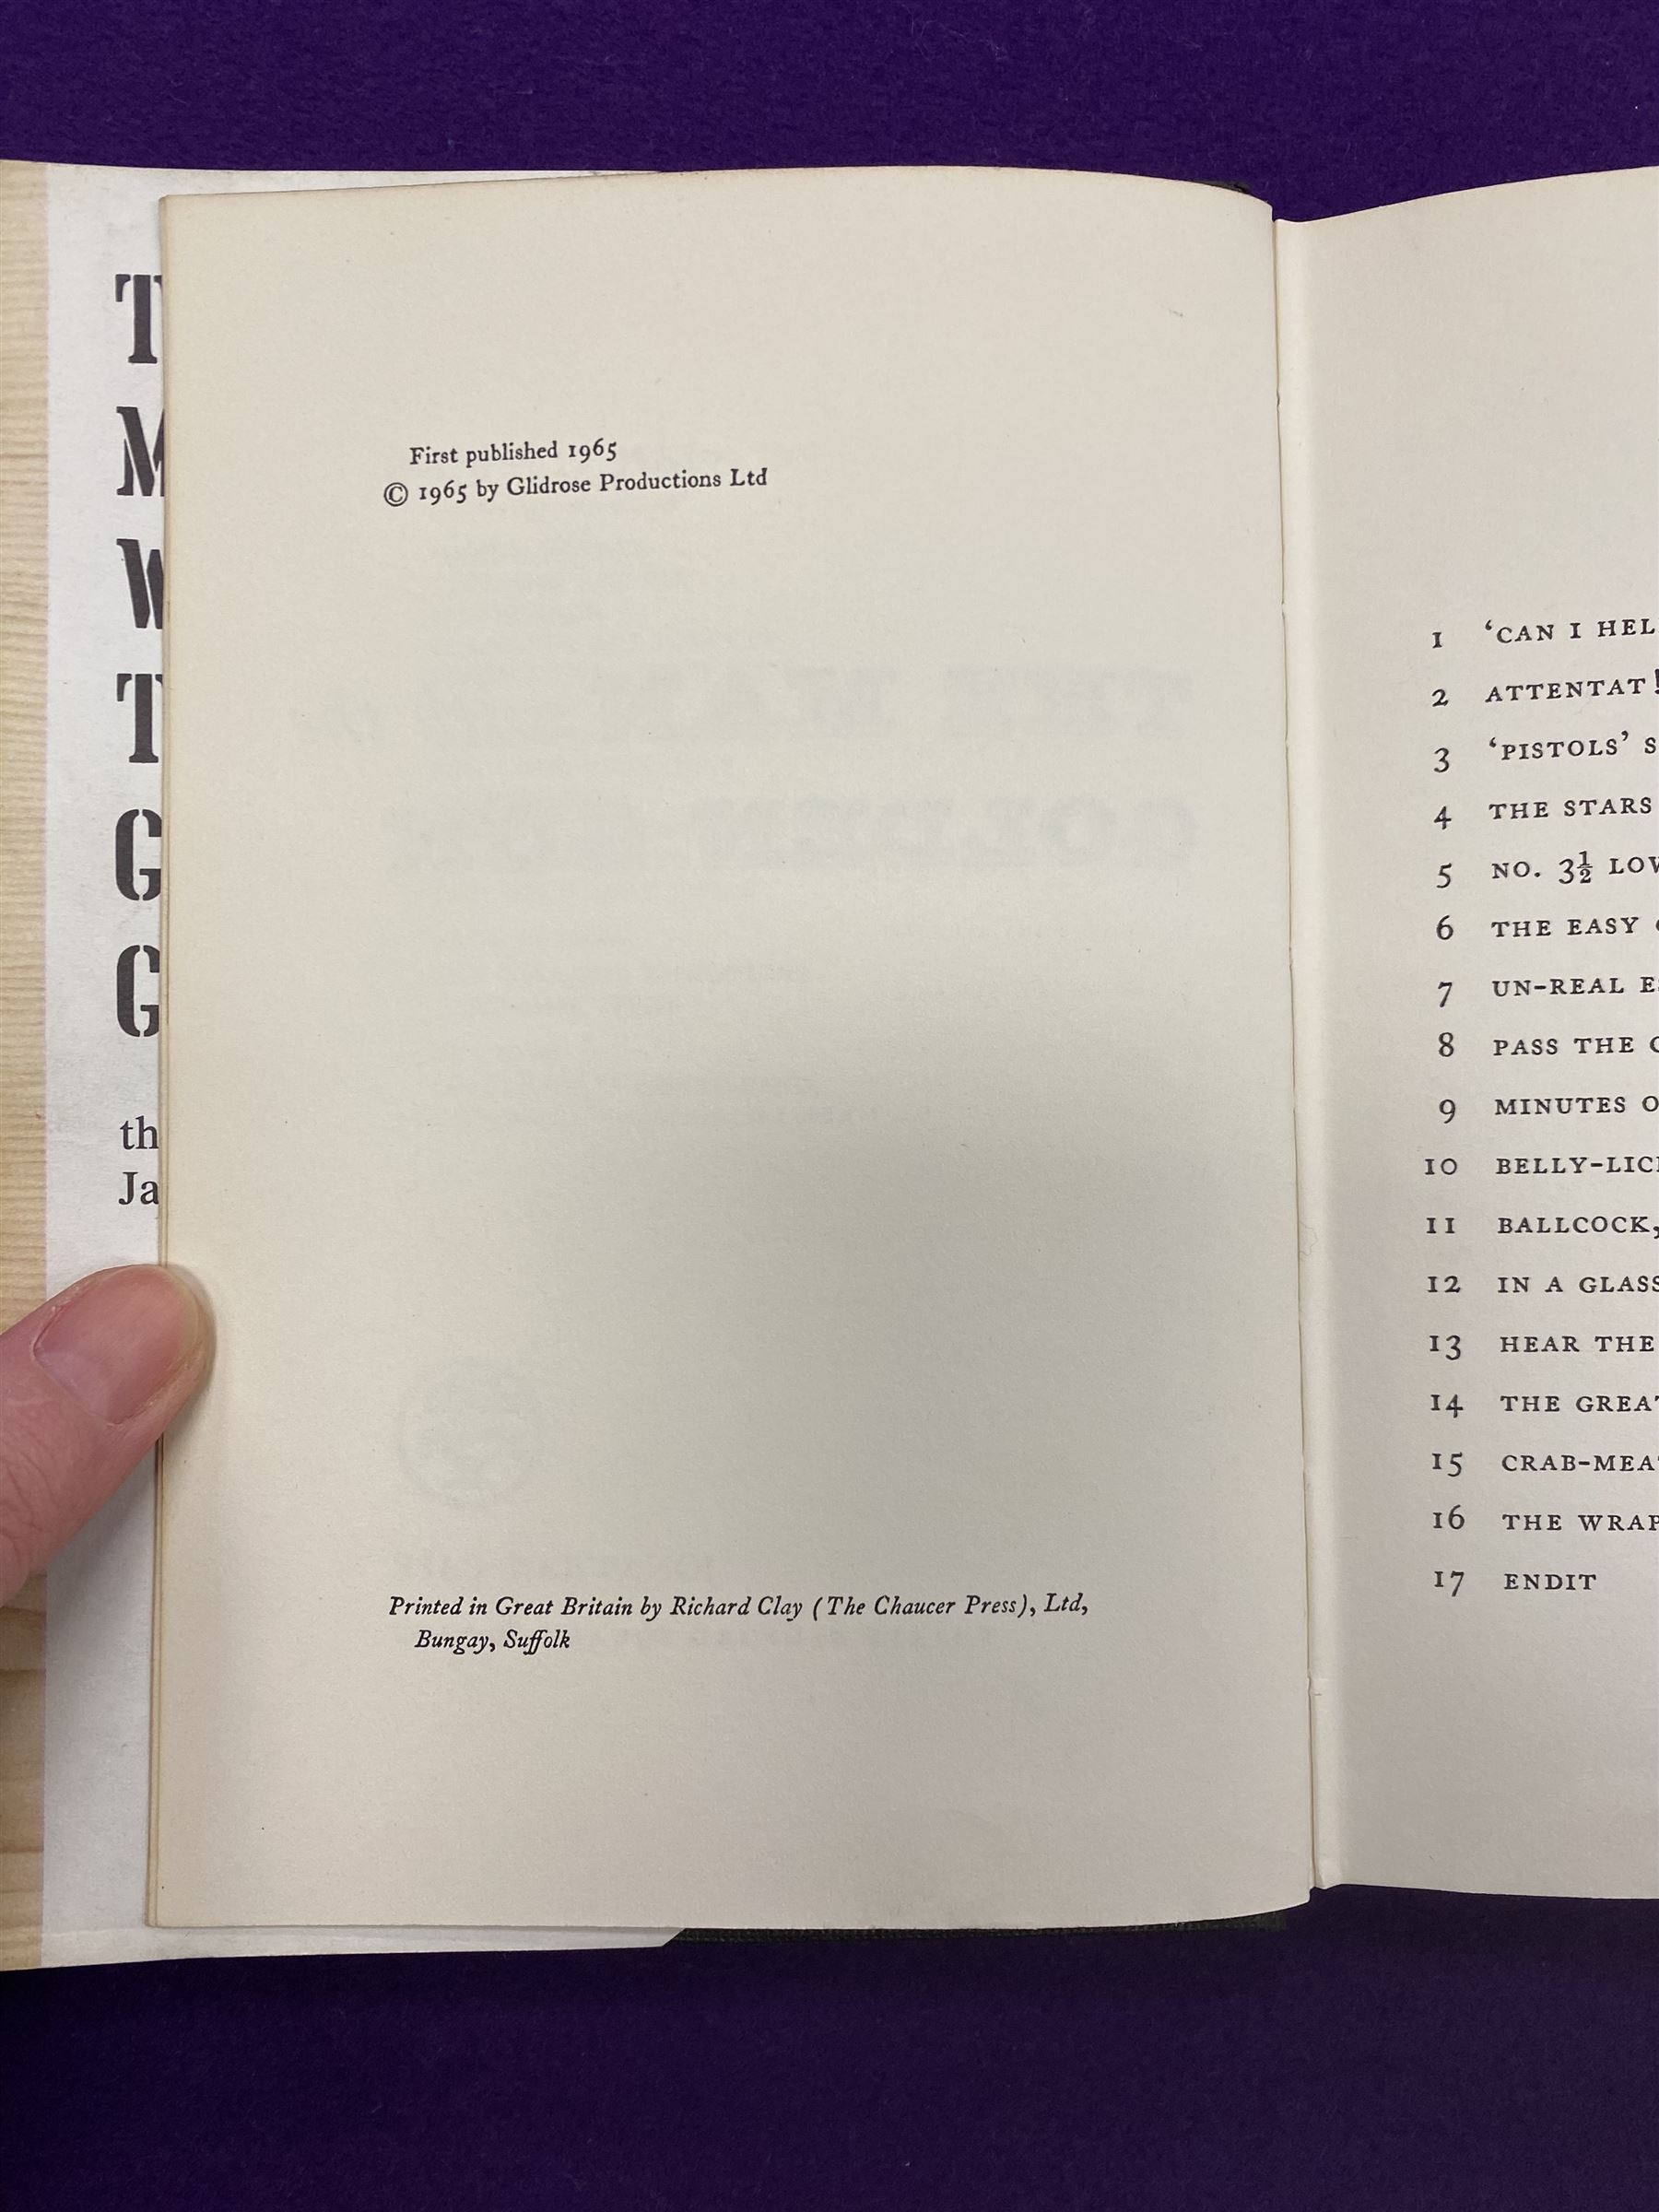 T
M
W
T
G
G
th
Ja
First published 1965
© 1965 by Glidrose Productions Ltd
Printed in Great Britain by Richard Clay (The Chaucer Press), Ltd,
Bungay, Suffolk
1 ‘CAN I HEL
2 ATTENTAT!
3 ‘PISTOLS’ S
4 THE STARS
5 NO. 3½ LOV
6 THE EASY
7 UN-REAL ES
8 PASS THE
9 MINUTES O
10 BELLY-LIC
11 BALLCOCK,
12 IN A GLASS
13 HEAR THE
14 THE GREAT
15 CRAB-MEAT
16 THE WRAP
17 ENDIT